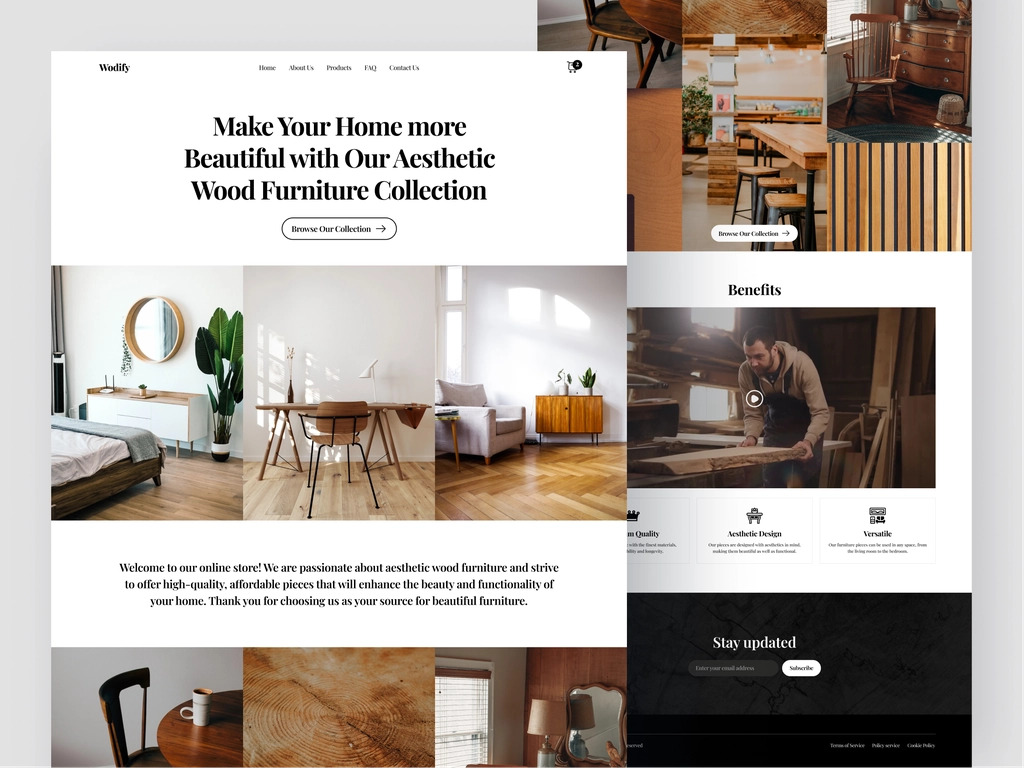 Wodify
Home
About Us
Products
FAQ
Contact Us
2
Make Your Home more
Beautiful with Our Aesthetic
Wood Furniture Collection
Browse Our Collection
Welcome to our online store! We are passionate about aesthetic wood furniture and strive
to offer high-quality, affordable pieces that will enhance the beauty and functionality of
your home. Thank you for choosing us as your source for beautiful furniture.
Browse Our Collection
Benefits
Quality
with the finest materials,
and longevity.
Aesthetic Design
Our pieces are designed with aesthetics in mind,
making them beautiful as well as functional.
Versatile
Our furniture pieces can be used in any space, from
the living room to the bedroom.
Stay updated
Enter your email address
Subscribe
Terms of Service
Policy service
Cookie Policy